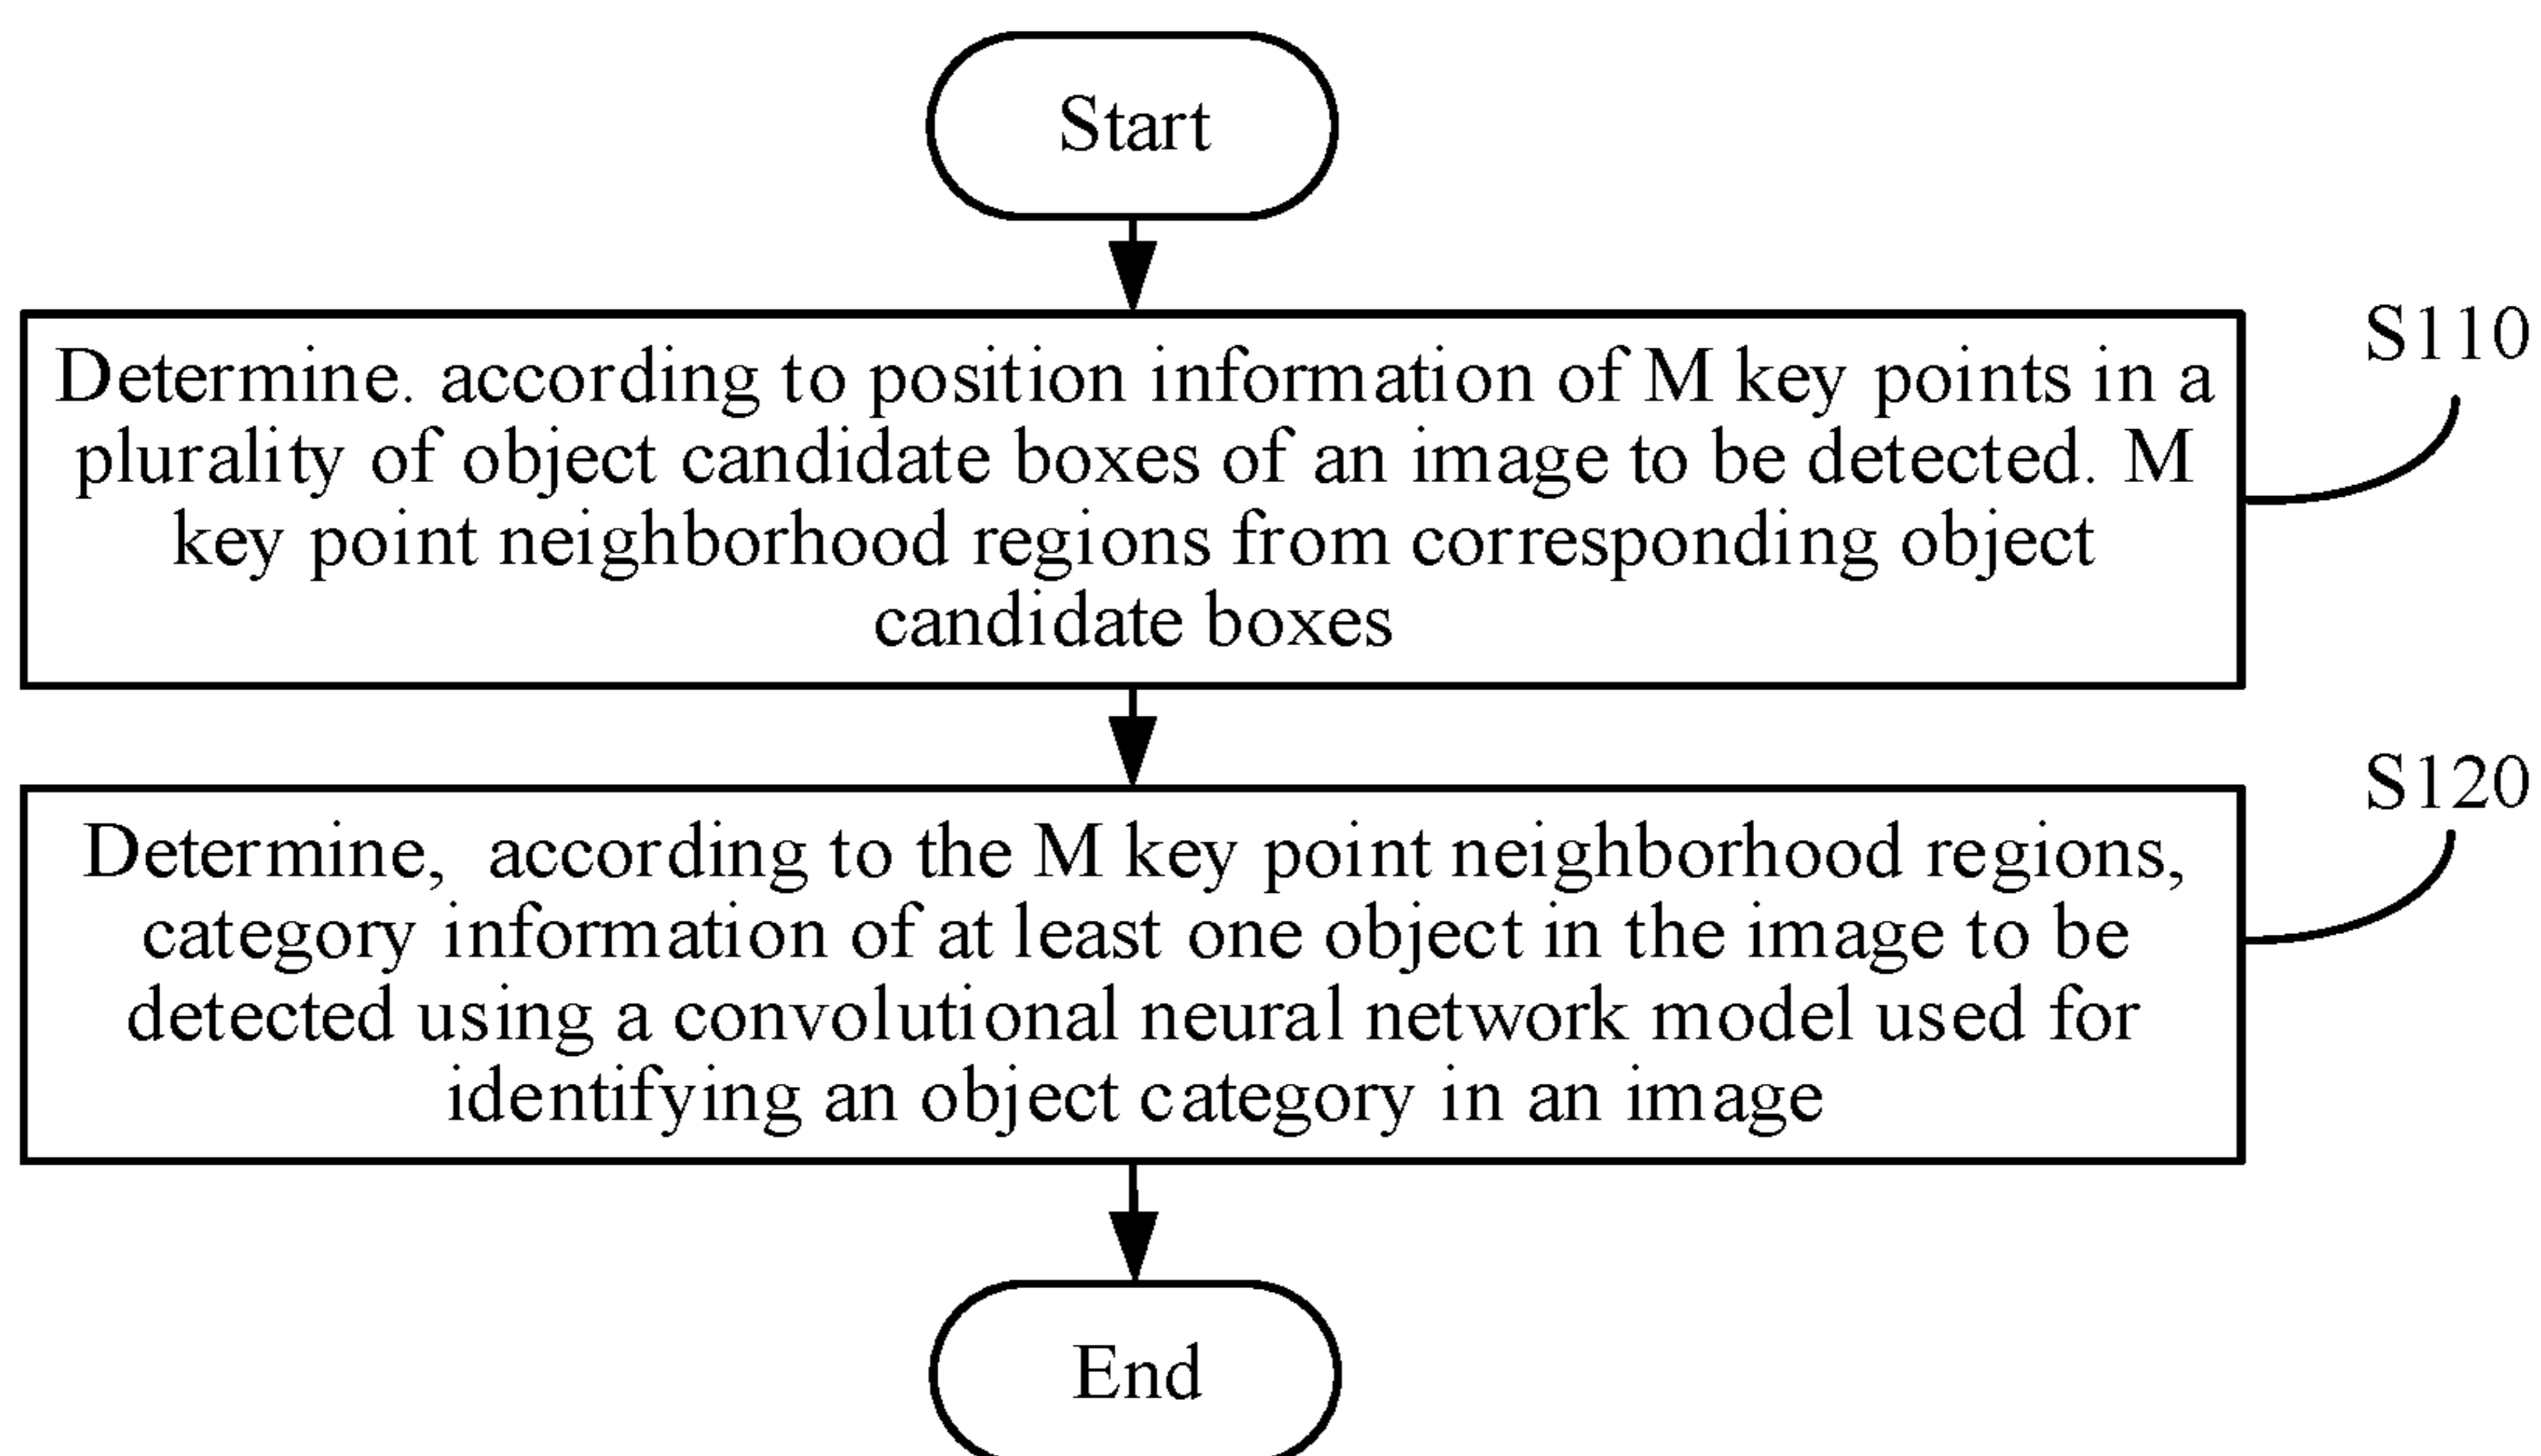 Start
Determine. according to position information of M key points in a
plurality of object candidate boxes of an image to be detected. M
key point neighborhood regions from corresponding object
candidate boxes
S110
Determine, according to the M key point neighborhood regions,
category information of at least one object in the image to be
detected using a convolutional neural network model used for
identifying an object category in an image
S120
End